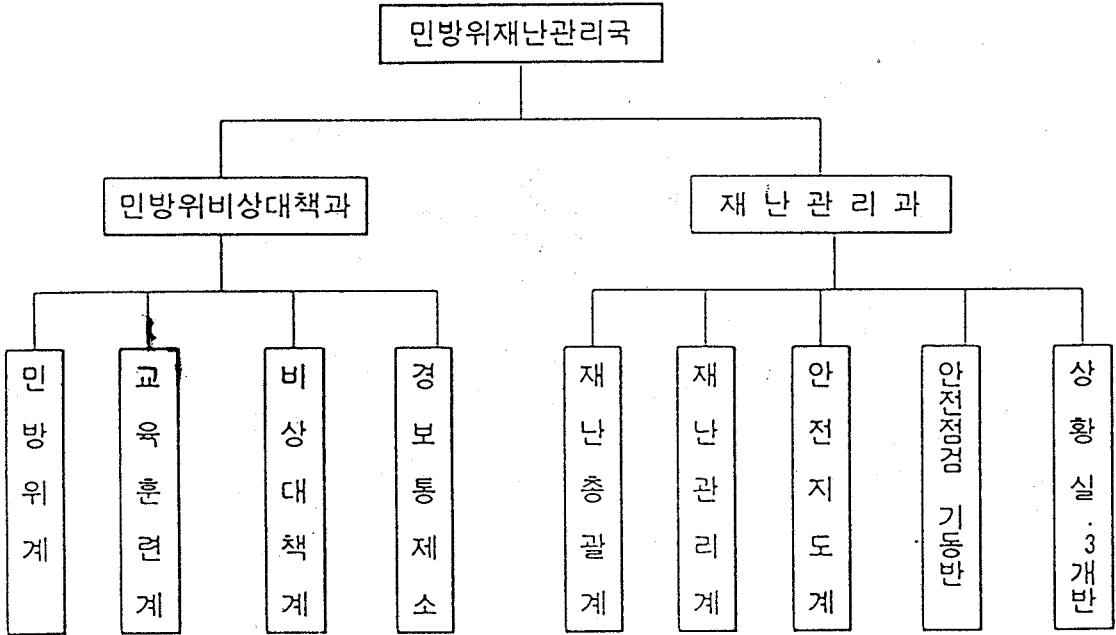 민방위재난관리국
민방위비상대책과
재난관리과
민방위계
교육훈련계
비상대책계
경보통제소
재난총괄계
재난관리계
안전지도계
안전점검 기동반
상황실·3개반